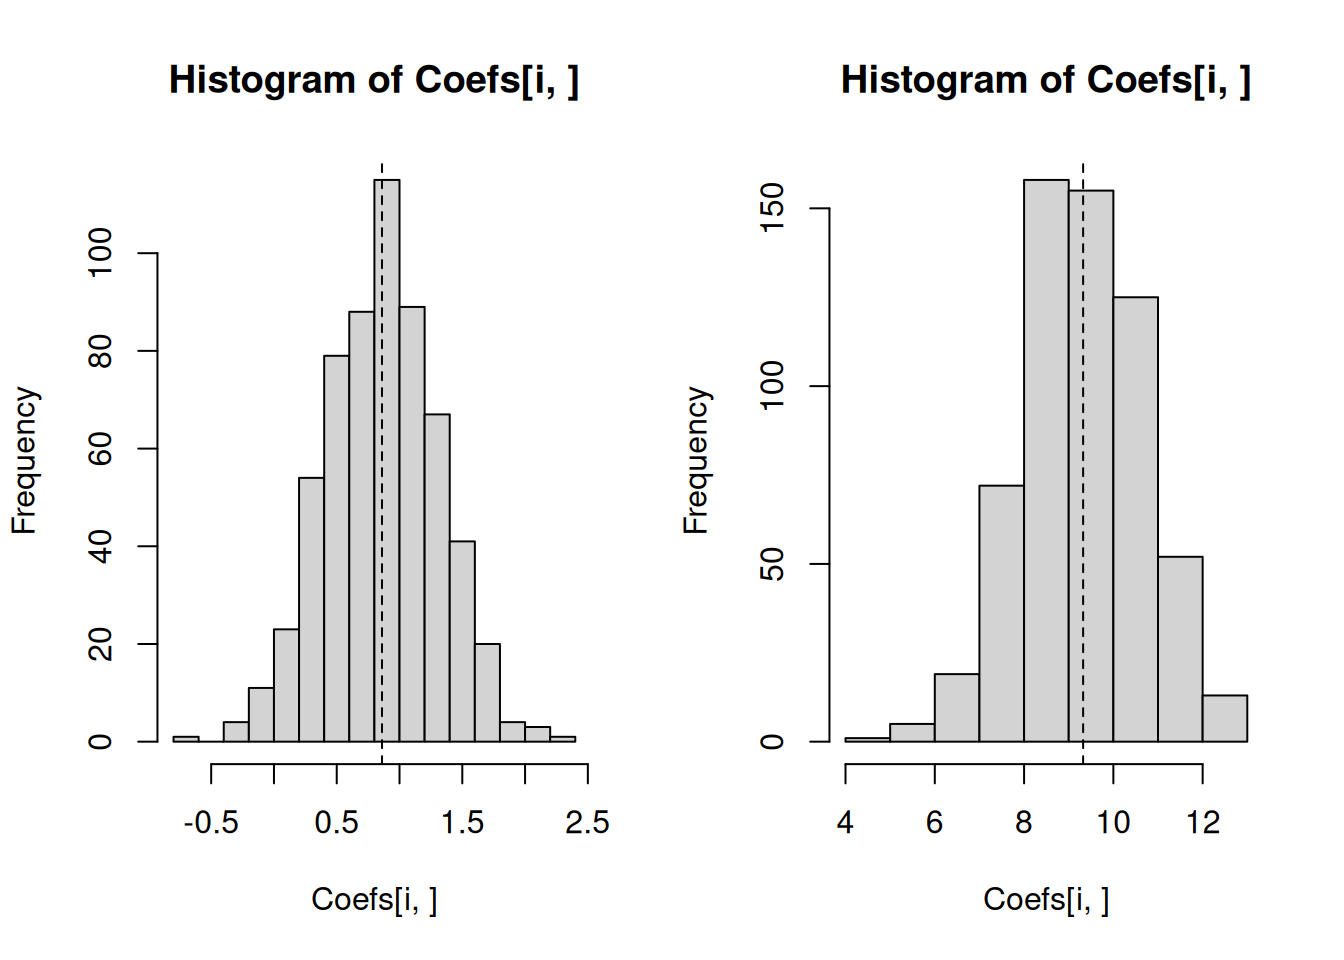 Histogram of Coefs[i, ]
Frequency
100
80
60
40
20
0
-0.5 0.5 1.5 2.5
Coefs[i, ]
Histogram of Coefs[i, ]
Frequency
150
100
50
0
4 6 8 10 12
Coefs[i, ]